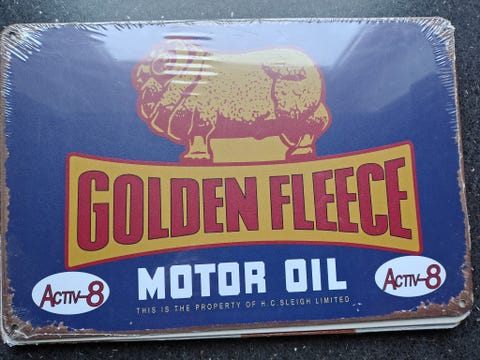 GOLDEN FLEECE
MOTOR OIL
ACTIV-8
ACTIV-8
THIS IS THE PROPERTY OF H.C. SLEIGH LIMITED